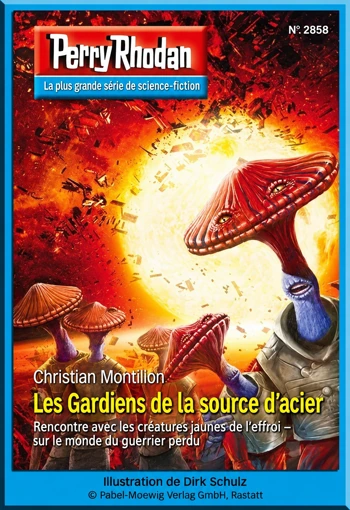 Perry Rhodan
N°. 2858
La plus grande série de science-fiction
Christian Montillon
Les Gardiens de la source d'acier
Rencontre avec les créatures jaunes de l'effroi –
sur le monde du guerrier perdu
Illustration de Dirk Schulz
© Pabel-Moewig Verlag GmbH, Rastatt